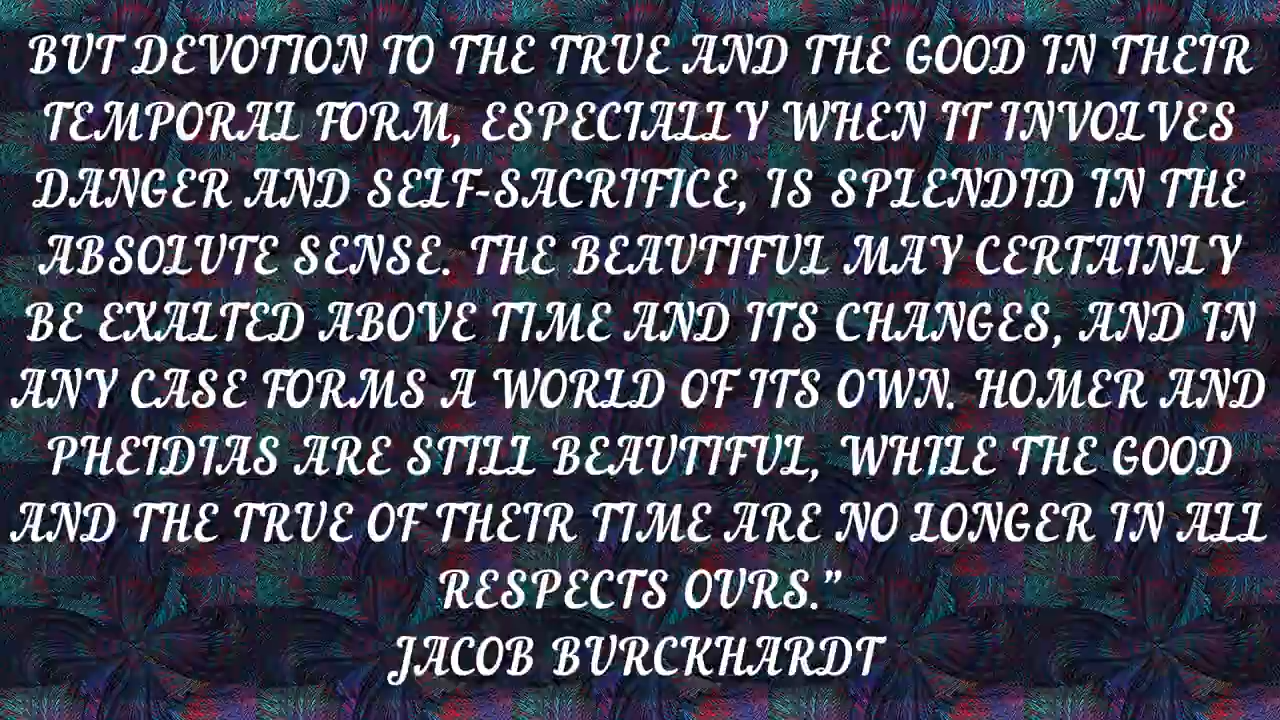 BUT DEVOTION TO THE TRUE AND THE GOOD IN THEIR
TEMPORAL FORM, ESPECIALLY WHEN IT INVOLVES
DANGER AND SELF-SACRIFICE, IS SPLENDID IN THE
ABSOLUTE SENSE. THE BEAUTIFUL MAY CERTAINLY
BE EXALTED ABOVE TIME AND ITS CHANGES, AND IN
ANY CASE FORMS A WORLD OF ITS OWN. HOMER AND
PHEIDIAS ARE STILL BEAUTIFUL, WHILE THE GOOD
AND THE TRUE OF THEIR TIME ARE NO LONGER IN ALL
RESPECTS OURS.”
JACOB BURCKHARDT